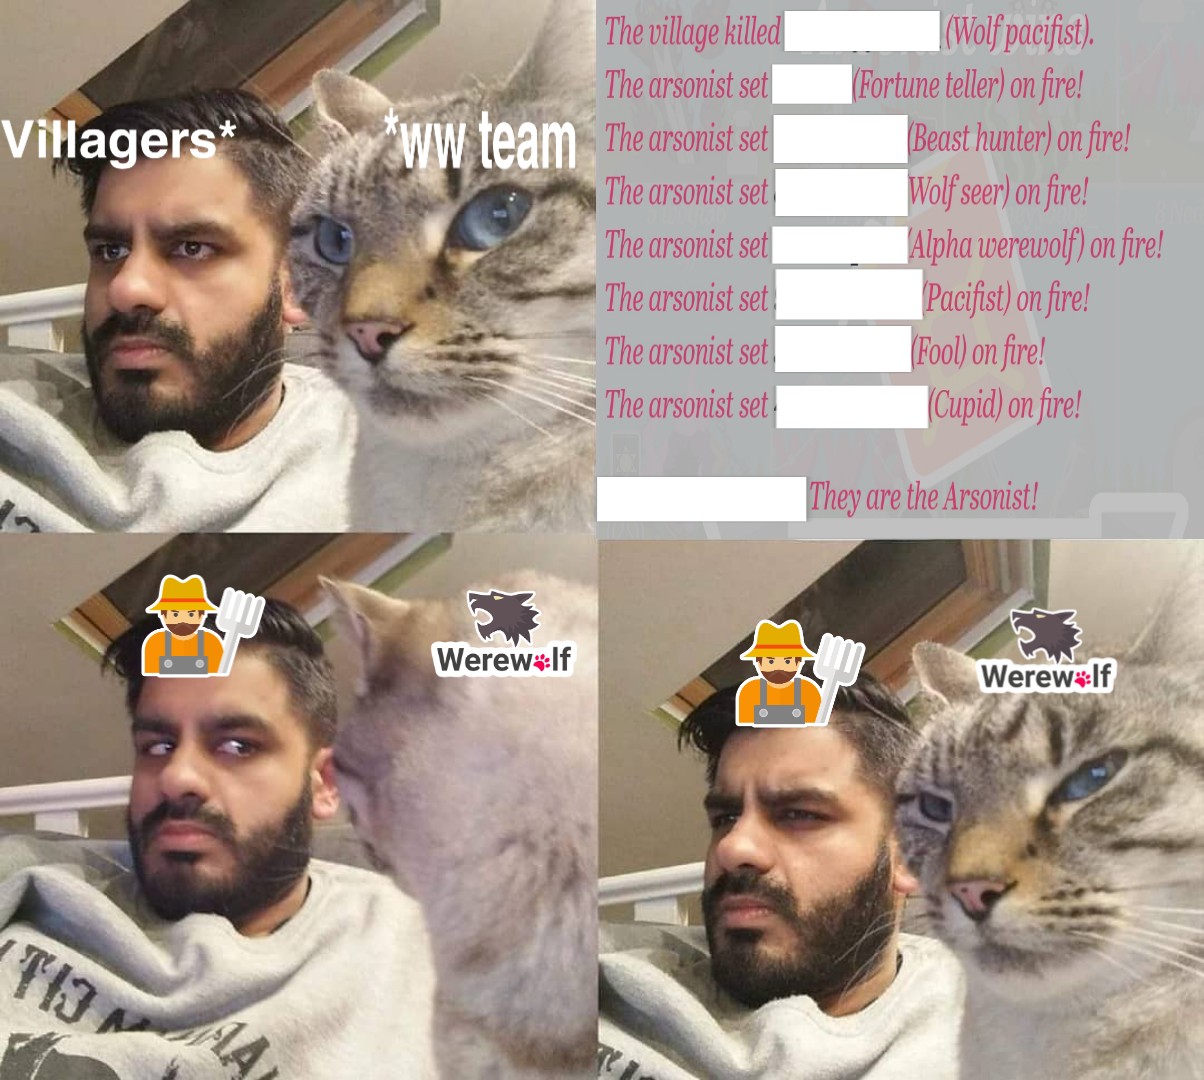 Villagers*
*ww team
The village killed (Wolf pacifist).
The arsonist set (Fortune teller) on fire!
The arsonist set (Beast hunter) on fire!
The arsonist set Wolf seer) on fire!
The arsonist set (Alpha werewolf) on fire!
The arsonist set (Pacifist) on fire!
The arsonist set (Fool) on fire!
The arsonist set (Cupid) on fire!
They are the Arsonist!
Werewolf
Werewolf